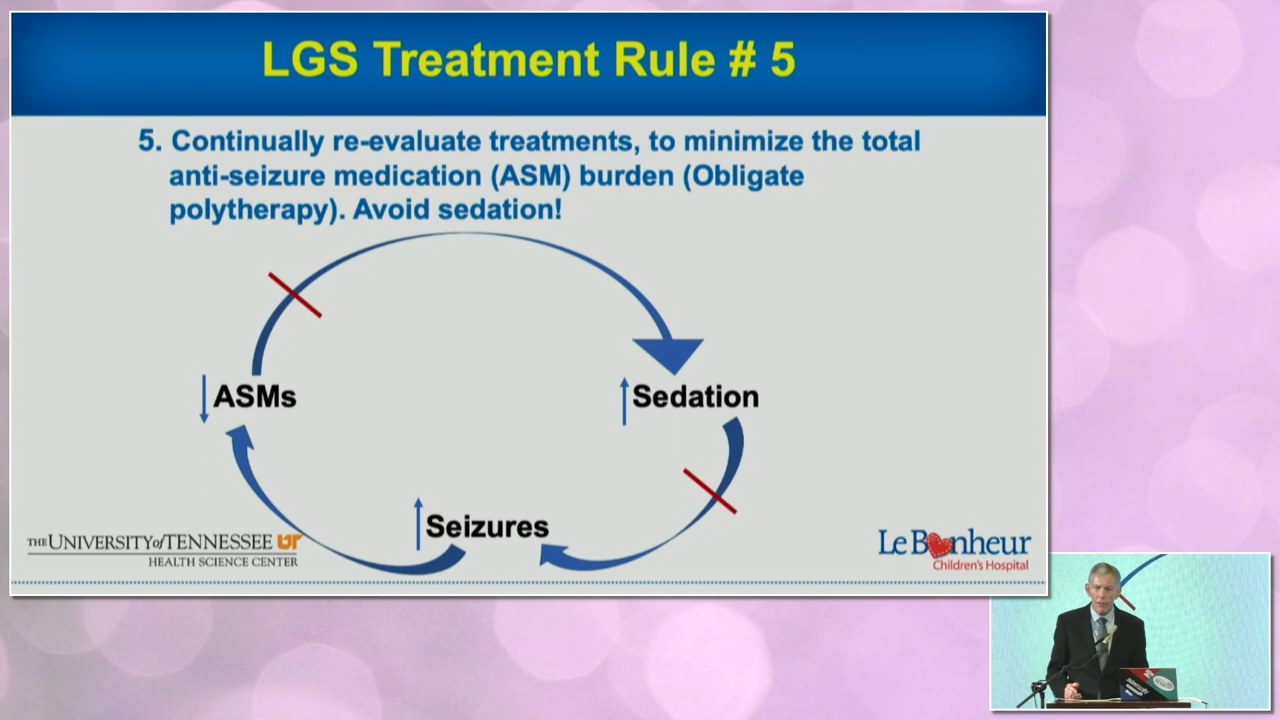 LGS Treatment Rule # 5
5. Continually re-evaluate treatments, to minimize the total
anti-seizure medication (ASM) burden (Obligate
polytherapy). Avoid sedation!
ASMs
Sedation
Seizures
THE UNIVERSITY of TENNESSEE UT
HEALTH SCIENCE CENTER
Le Bonheur
Children's Hospital